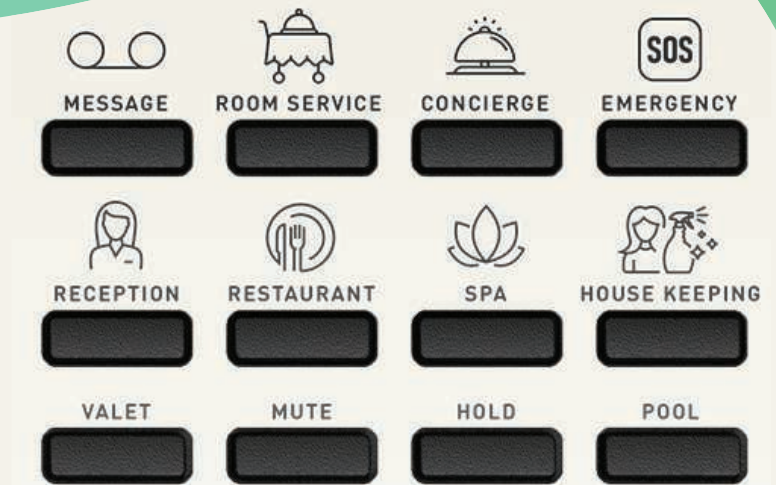 SOS
MESSAGE ROOM SERVICE CONCIERGE EMERGENCY
RECEPTION RESTAURANT SPA HOUSE KEEPING
VALET MUTE HOLD POOL